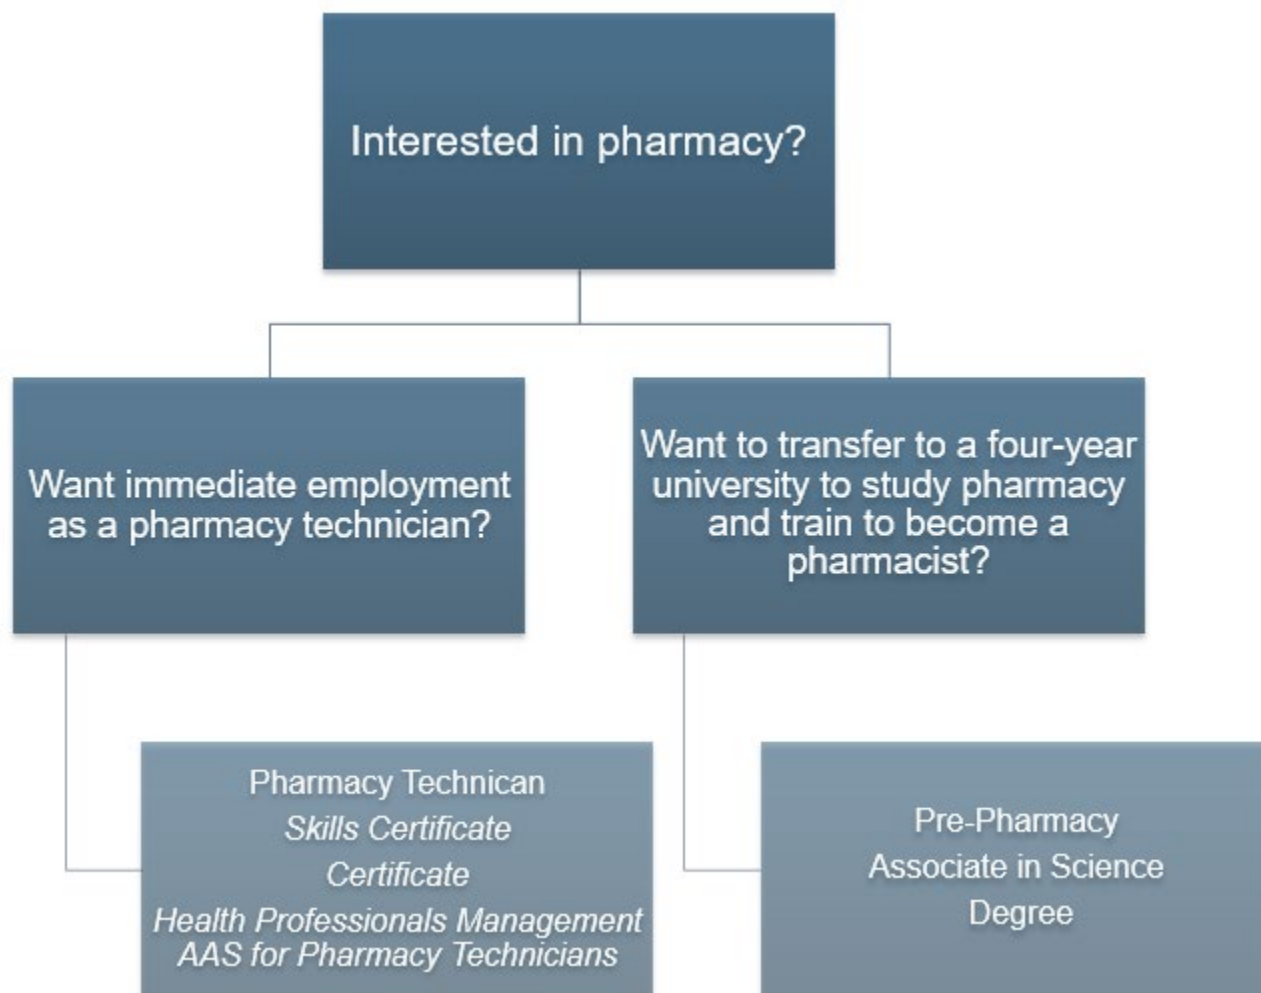 Interested in pharmacy?
Want immediate employment
as a pharmacy technician?
Want to transfer to a four-year
university to study pharmacy
and train to become a
pharmacist?
Pharmacy Technican
Skills Certificate
Certificate
Health Professionals Management
AAS for Pharmacy Technicians
Pre-Pharmacy
Associate in Science
Degree